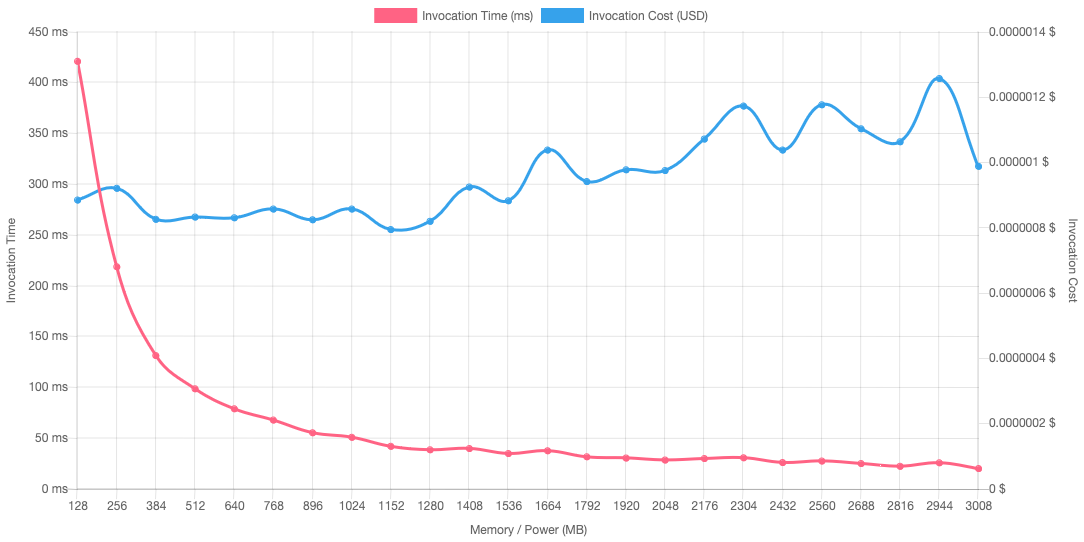 Invocation Time (ms) Invocation Cost (USD)
450 ms 0.0000014 $
400 ms 0.0000012 $
350 ms 0.000001 $
300 ms 0.0000008 $
250 ms 0.0000006 $
200 ms 0.0000004 $
150 ms 0.0000002 $
100 ms 0 $
50 ms
0 ms
Invocation Time
Invocation Cost
128 256 384 512 640 768 896 1024 1152 1280 1408 1536 1664 1792 1920 2048 2176 2304 2432 2560 2688 2816 2944 3008
Memory / Power (MB)